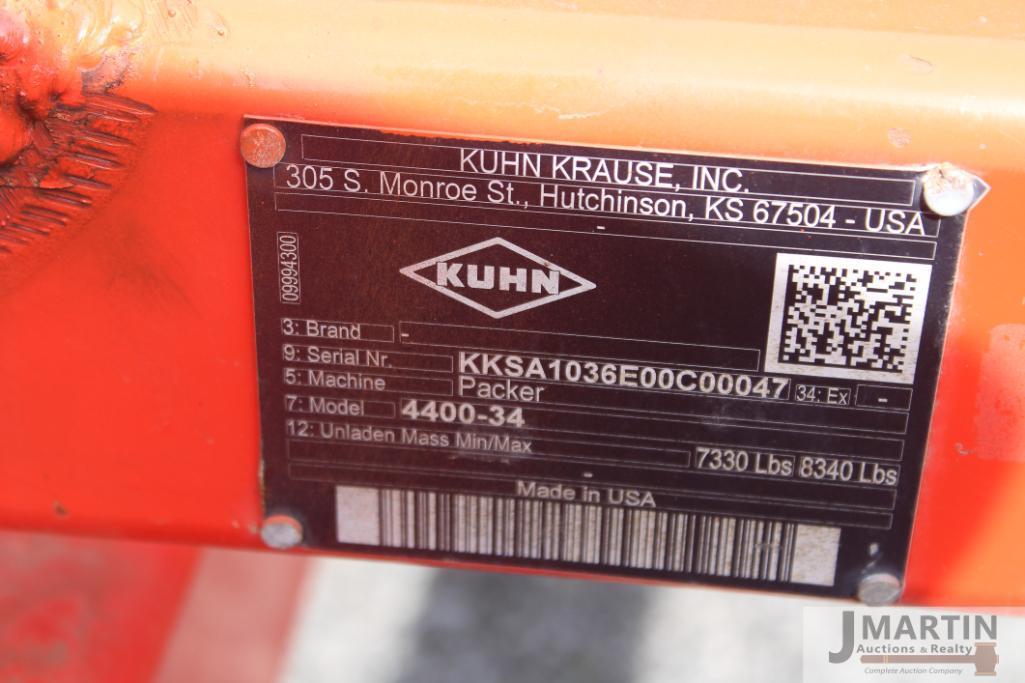 KUHN KRAUSE, INC.
305 S. Monroe St., Hutchinson, KS 67504 - USA
-
09994300
KUHN
3: Brand -
9: Serial Nr. KKSA1036E00C00047 34: Ex -
5: Machine Packer
7: Model 4400-34
12: Unladen Mass Min/Max 7330 Lbs 8340 Lbs
-
Made in USA
J MARTIN
Auctions & Realty
Complete Auction Company